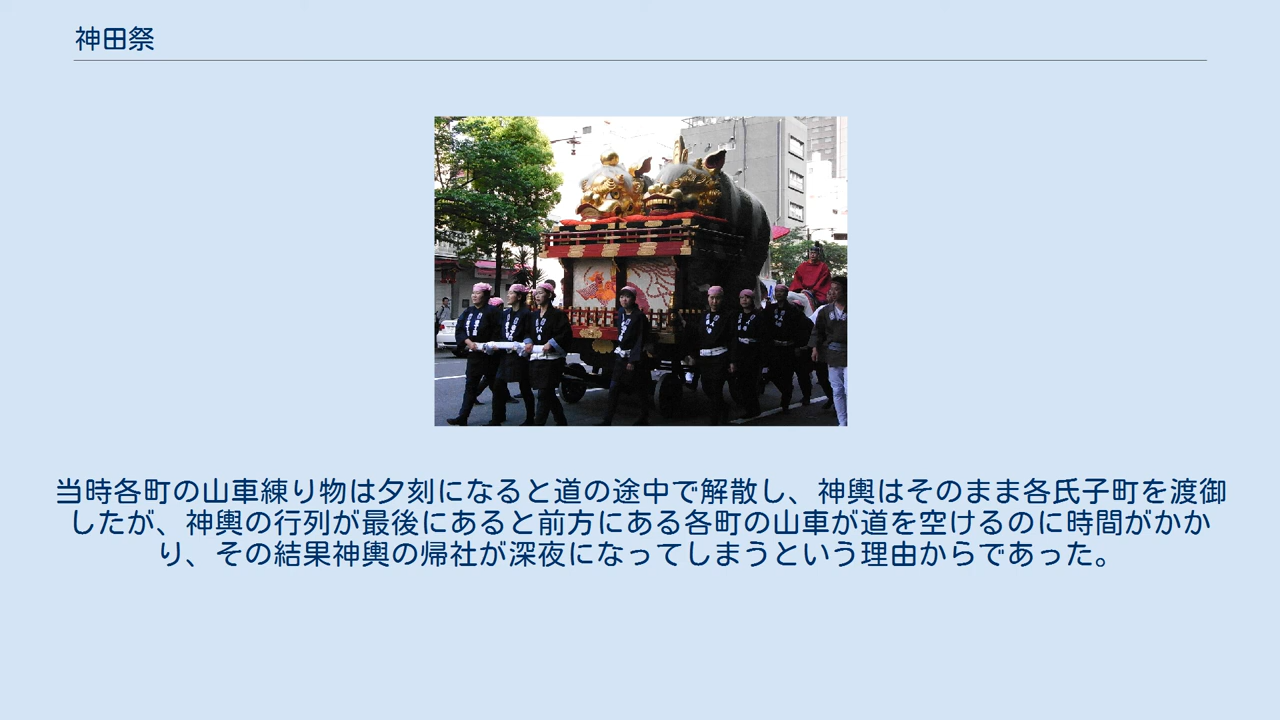 神田祭
当時各町の山車練り物は夕刻になると道の途中で解散し、神輿はそのまま各氏子町を渡御
したが、神輿の行列が最後にあると前方にある各町の山車が道を空けるのに時間がかか
り、その結果神輿の帰社が深夜になってしまうという理由からであった。